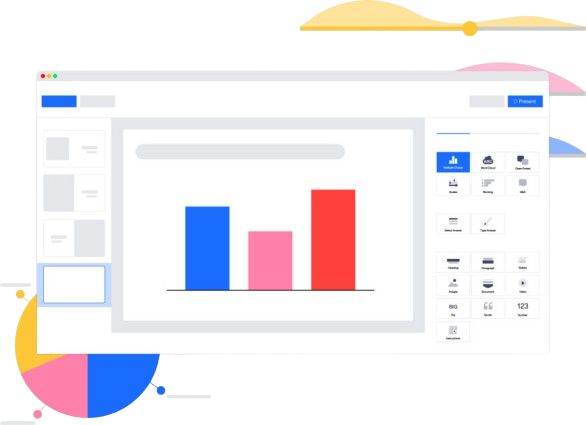 Present
Multiple Choice
Word Cloud
Open Ended
Scales
Ranking
Q&A
Select Answer
Type Answer
Heading
Paragraph
Bullets
Images
Document
Video
BIG
123
Big
Quote
Number
Instructions